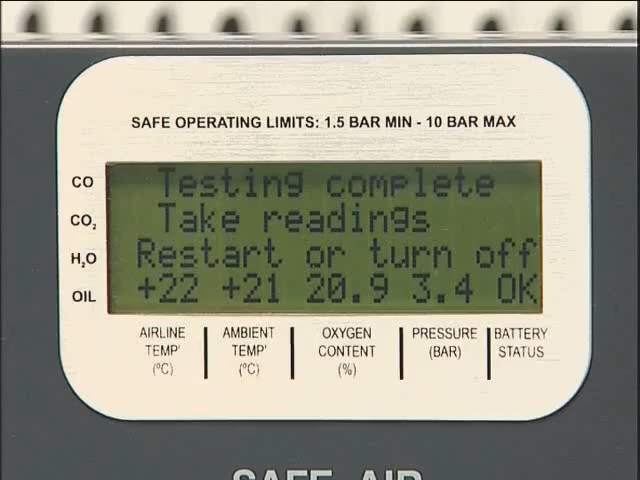 SAFE OPERATING LIMITS: 1.5 BAR MIN - 10 BAR MAX
CO Testing complete
CO₂ Take readings
H₂O Restart or turn off
OIL +22 +21 20.9 3.4 OK
AIRLINE TEMP' (ºC)
AMBIENT TEMP' (ºC)
OXYGEN CONTENT (%)
PRESSURE (BAR)
BATTERY STATUS
SAFE-AIR